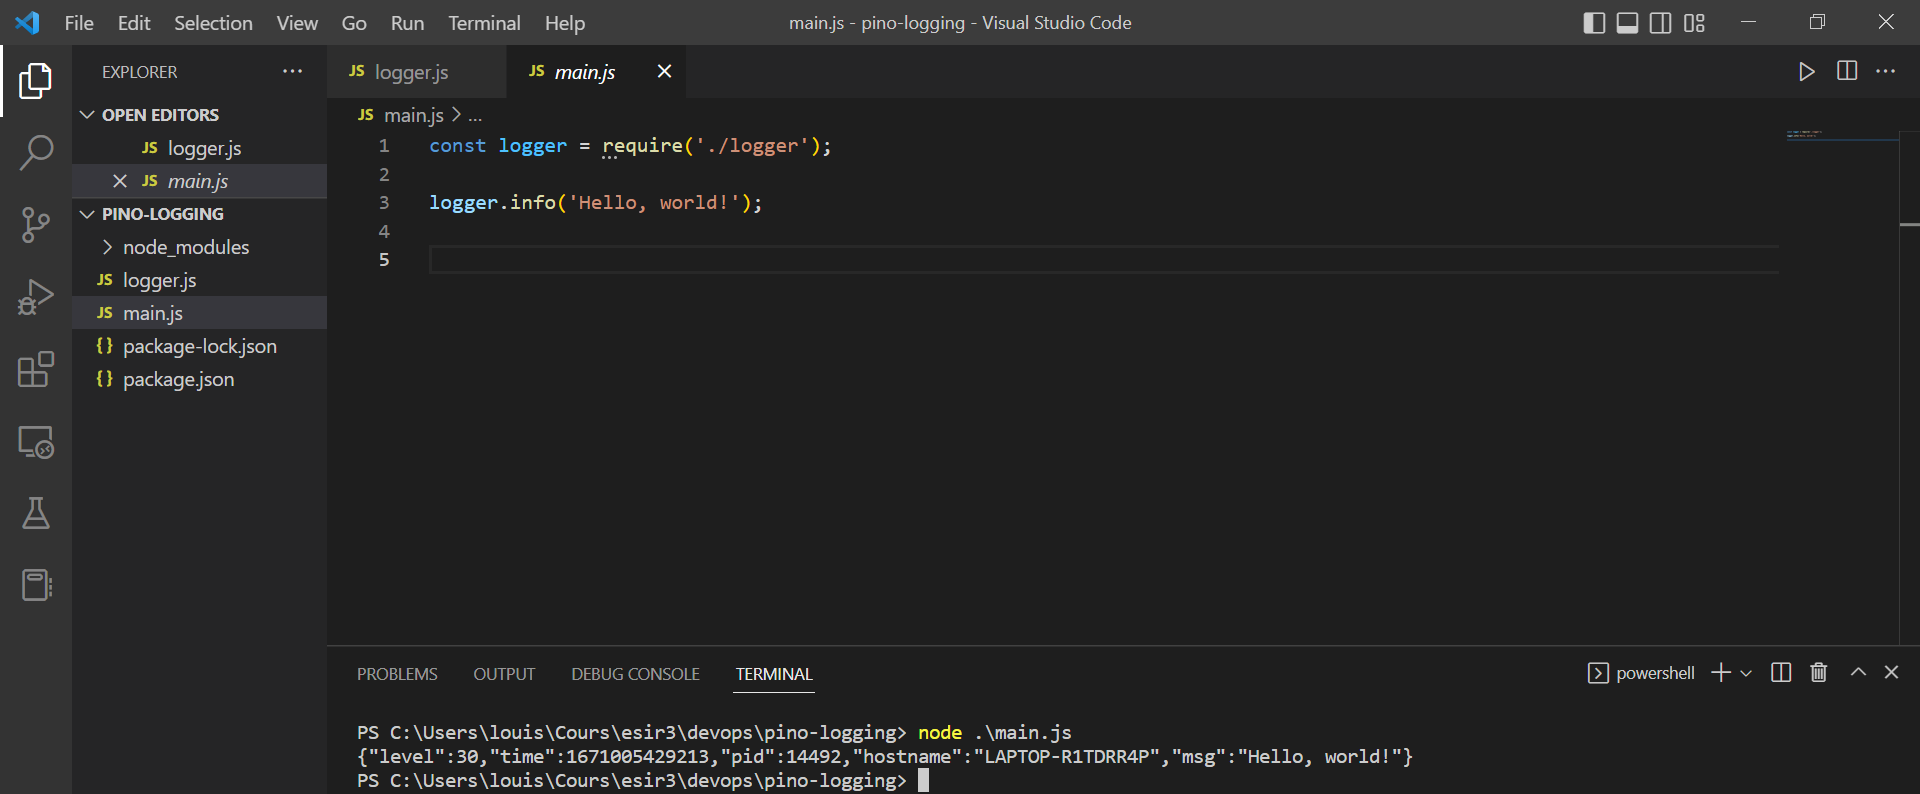 File Edit Selection View Go Run Terminal Help main.js - pino-logging - Visual Studio Code
EXPLORER ...
OPEN EDITORS
JS logger.js
JS main.js
PINO-LOGGING
node_modules
JS logger.js
JS main.js
{} package-lock.json
{} package.json
JS logger.js JS main.js
JS main.js > ...
1 const logger = require('./logger');
2
3 logger.info('Hello, world!');
4
5
PROBLEMS OUTPUT DEBUG CONSOLE TERMINAL powershell
PS C:\Users\louis\Cours\esir3\devops\pino-logging> node .\main.js
{"level":30,"time":1671005429213,"pid":14492,"hostname":"LAPTOP-R1TDRR4P","msg":"Hello, world!"}
PS C:\Users\louis\Cours\esir3\devops\pino-logging>